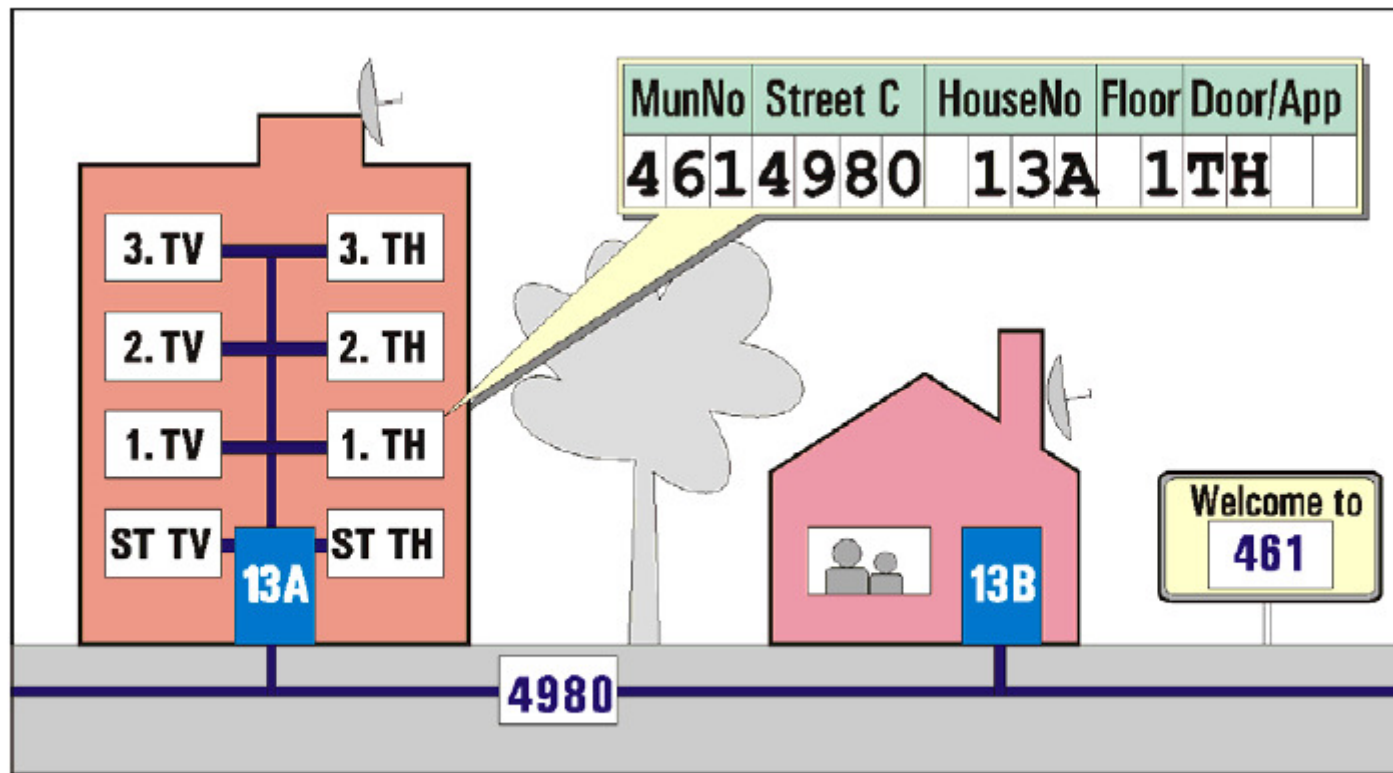 MunNo Street C HouseNo Floor Door/App
461 4980 13A 1 TH
3. TV 3. TH
2. TV 2. TH
1. TV 1. TH
ST TV ST TH
13A
13B
Welcome to
461
4980